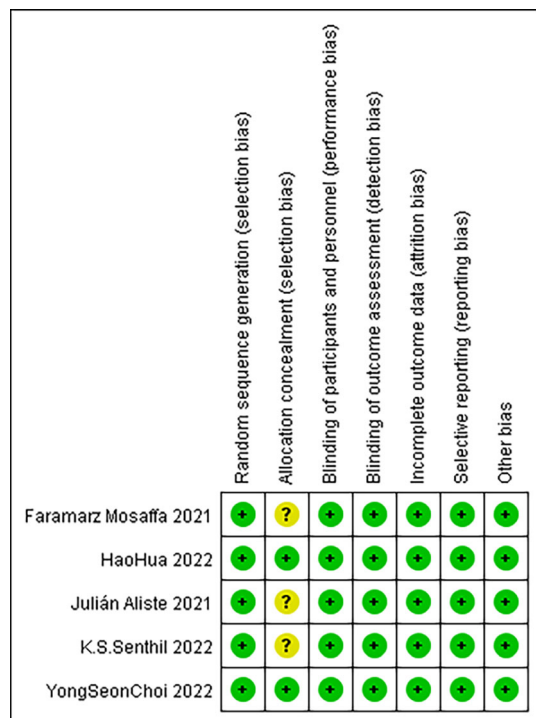 Random sequence generation (selection bias)
Allocation concealment (selection bias)
Blinding of participants and personnel (performance bias)
Blinding of outcome assessment (detection bias)
Incomplete outcome data (attrition bias)
Selective reporting (reporting bias)
Other bias
Faramarz Mosaffa 2021 + ? + + + + +
HaoHua 2022 + + + + + + +
Julián Aliste 2021 + ? + + + + +
K.S.Senthil 2022 + ? + + + + +
YongSeonChoi 2022 + + + + + + +